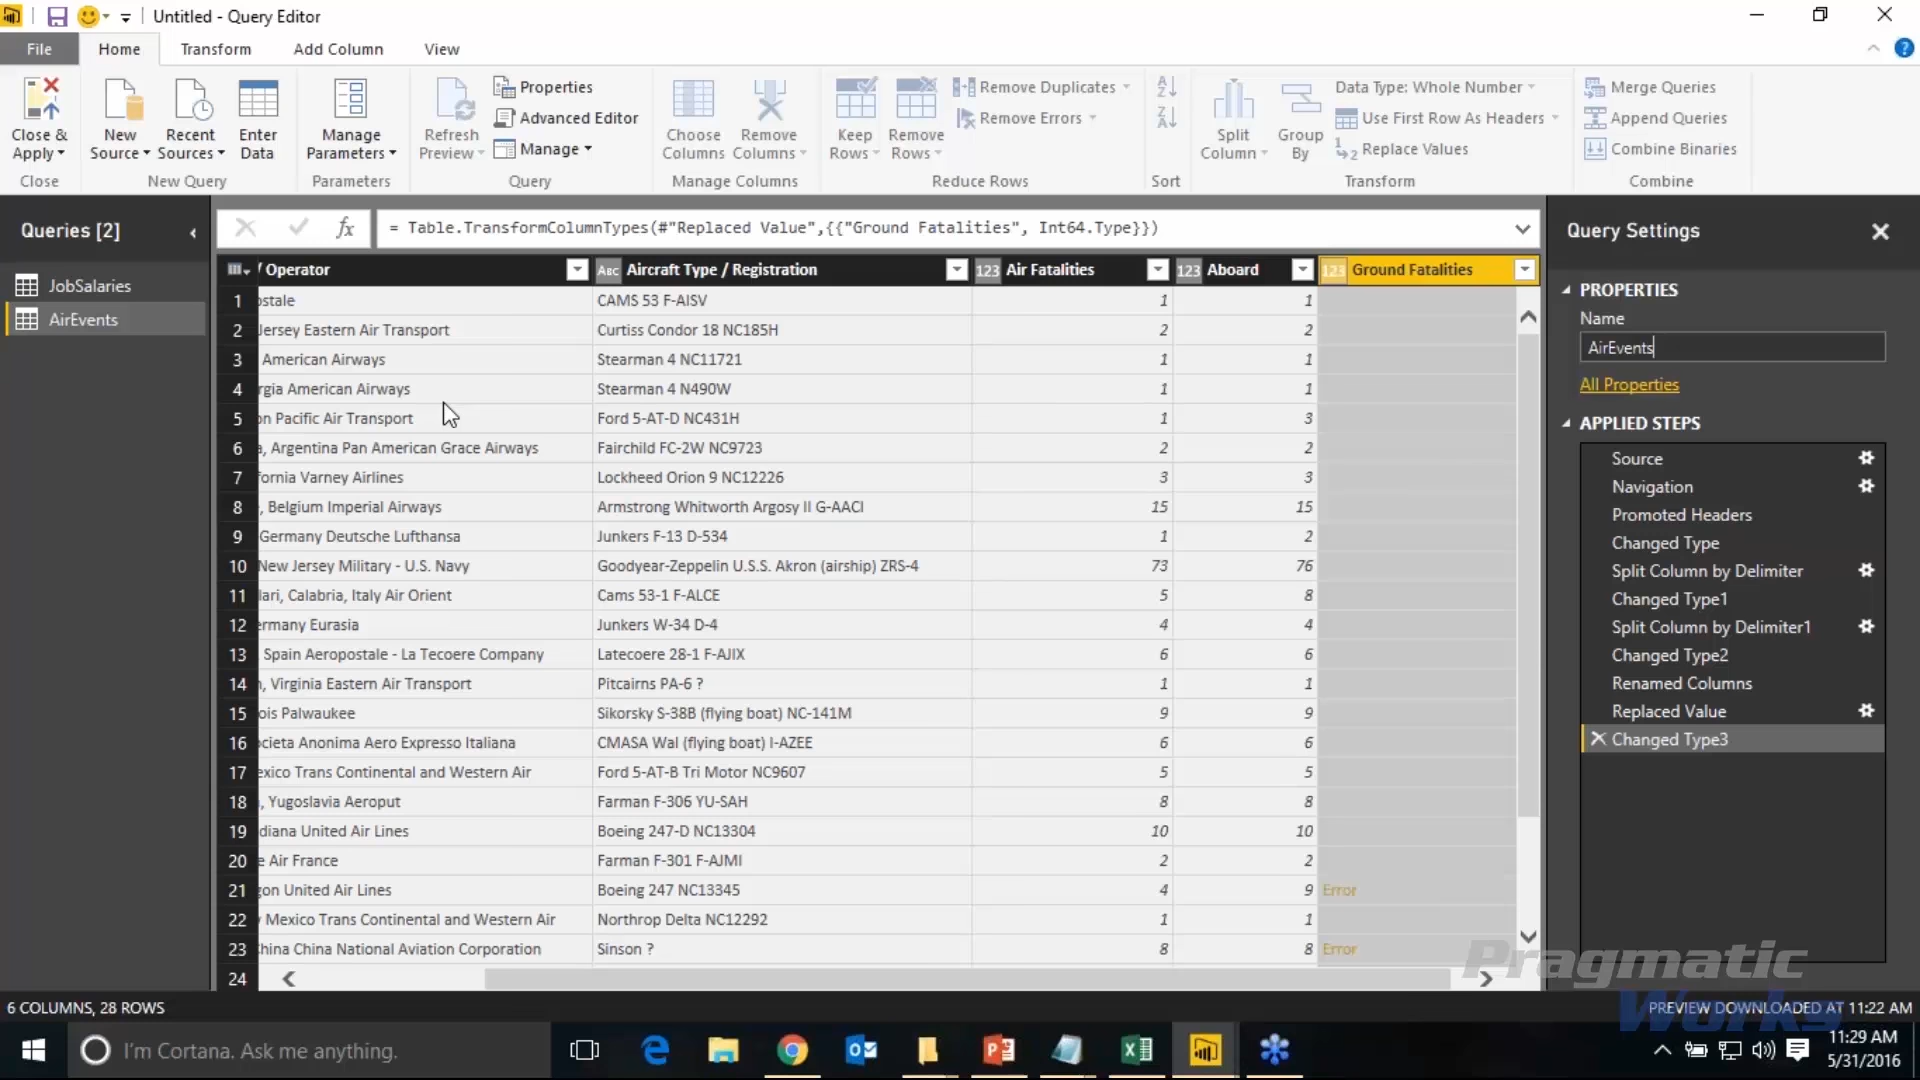 Untitled - Query Editor
File Home Transform Add Column View
Close & Apply
New Source
Recent Sources
Enter Data
Manage Parameters
Refresh Preview
Properties
Advanced Editor
Manage
Choose Columns
Remove Columns
Keep Rows
Remove Rows
Remove Duplicates
Remove Errors
Split Column
Group By
Data Type: Whole Number
Use First Row As Headers
Replace Values
Merge Queries
Append Queries
Combine Binaries
Close New Query Parameters Query Manage Columns Reduce Rows Sort Transform Combine
Queries [2]
JobSalaries
AirEvents
fx = Table.TransformColumnTypes(#"Replaced Value",{{"Ground Fatalities", Int64.Type}})
/ Operator ABC Aircraft Type / Registration 123 Air Fatalities 123 Aboard 123 Ground Fatalities
1 ostale CAMS 53 F-AISV 1 1
2 Jersey Eastern Air Transport Curtiss Condor 18 NC185H 2 2
3 American Airways Stearman 4 NC11721 1 1
4 rgia American Airways Stearman 4 N490W 1 1
5 on Pacific Air Transport Ford 5-AT-D NC431H 1 3
6 a, Argentina Pan American Grace Airways Fairchild FC-2W NC9723 2 2
7 fornia Varney Airlines Lockheed Orion 9 NC12226 3 3
8 , Belgium Imperial Airways Armstrong Whitworth Argosy II G-AACI 15 15
9 Germany Deutsche Lufthansa Junkers F-13 D-534 1 2
10 New Jersey Military - U.S. Navy Goodyear-Zeppelin U.S.S. Akron (airship) ZRS-4 73 76
11 lari, Calabria, Italy Air Orient Cams 53-1 F-ALCE 5 8
12 ermany Eurasia Junkers W-34 D-4 4 4
13 Spain Aeropostale - La Tecoere Company Latecoere 28-1 F-AJIX 6 6
14 n, Virginia Eastern Air Transport Pitcairns PA-6 ? 1 1
15 ois Palwaukee Sikorsky S-38B (flying boat) NC-141M 9 9
16 ocieta Anonima Aero Expresso Italiana CMASA Wal (flying boat) I-AZEE 6 6
17 exico Trans Continental and Western Air Ford 5-AT-B Tri Motor NC9607 5 5
18 , Yugoslavia Aeroput Farman F-306 YU-SAH 8 8
19 diana United Air Lines Boeing 247-D NC13304 10 10
20 e Air France Farman F-301 F-AJMI 2 2
21 gon United Air Lines Boeing 247 NC13345 4 9 Error
22 Mexico Trans Continental and Western Air Northrop Delta NC12292 1 1
23 China China National Aviation Corporation Sinson ? 8 8 Error
24
Query Settings
PROPERTIES
Name
AirEvents
All Properties
APPLIED STEPS
Source
Navigation
Promoted Headers
Changed Type
Split Column by Delimiter
Changed Type1
Split Column by Delimiter1
Changed Type2
Renamed Columns
Replaced Value
Changed Type3
Pragmatic
Works
6 COLUMNS, 28 ROWS PREVIEW DOWNLOADED AT 11:22 AM
I'm Cortana. Ask me anything.
11:29 AM
5/31/2016